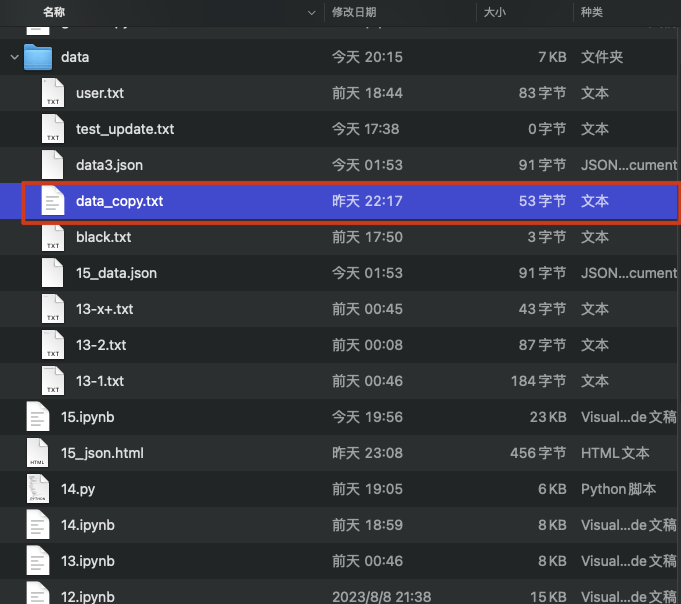 名称 修改日期 大小 种类
data 今天 20:15 7 KB 文件夹
TXT user.txt 前天 18:44 83 字节 文本
TXT test_update.txt 今天 17:38 0 字节 文本
data3.json 今天 01:53 91 字节 JSON...cument
data_copy.txt 昨天 22:17 53 字节 文本
TXT black.txt 前天 17:50 3 字节 文本
15_data.json 今天 01:53 91 字节 JSON...cument
TXT 13-x+.txt 前天 00:45 43 字节 文本
TXT 13-2.txt 前天 00:08 87 字节 文本
TXT 13-1.txt 前天 00:46 184 字节 文本
15.ipynb 今天 19:56 23 KB Visual...de 文稿
HTML 15_json.html 昨天 23:08 456 字节 HTML 文本
PYTHON 14.py 前天 19:05 6 KB Python 脚本
14.ipynb 前天 18:59 8 KB Visual...de 文稿
13.ipynb 前天 00:46 8 KB Visual...de 文稿
12.ipynb 2023/8/8 21:38 15 KB Visual...de 文稿